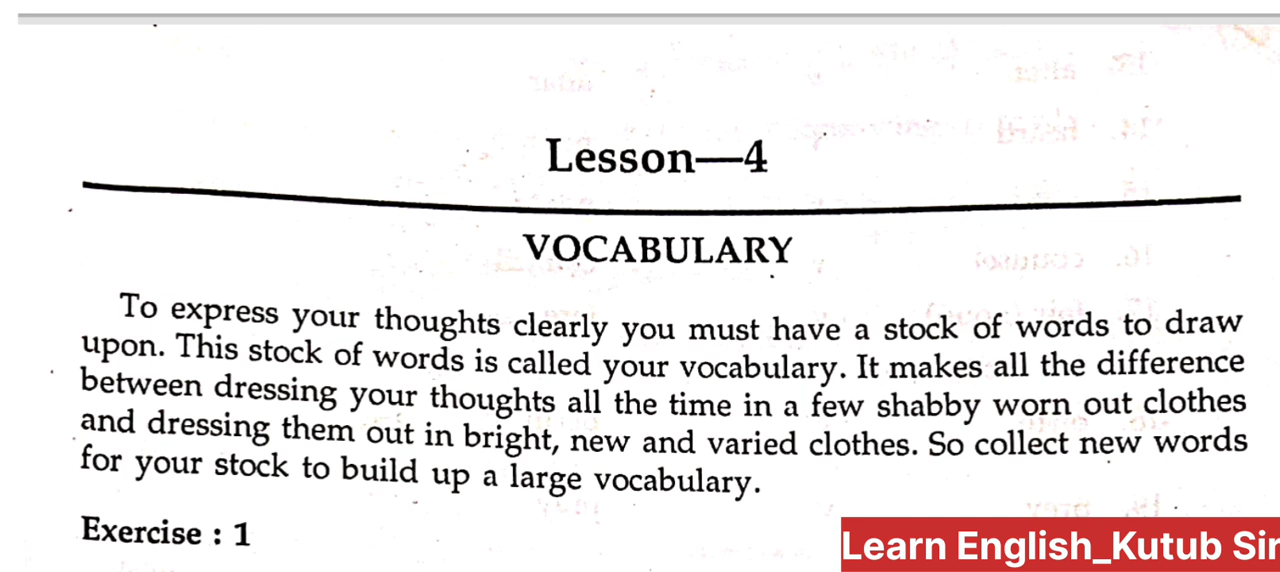 Lesson—4
VOCABULARY
To express your thoughts clearly you must have a stock of words to draw
upon. This stock of words is called your vocabulary. It makes all the difference
between dressing your thoughts all the time in a few shabby worn out clothes
and dressing them out in bright, new and varied clothes. So collect new words
for your stock to build up a large vocabulary.
Exercise : 1
Learn English_Kutub Sir